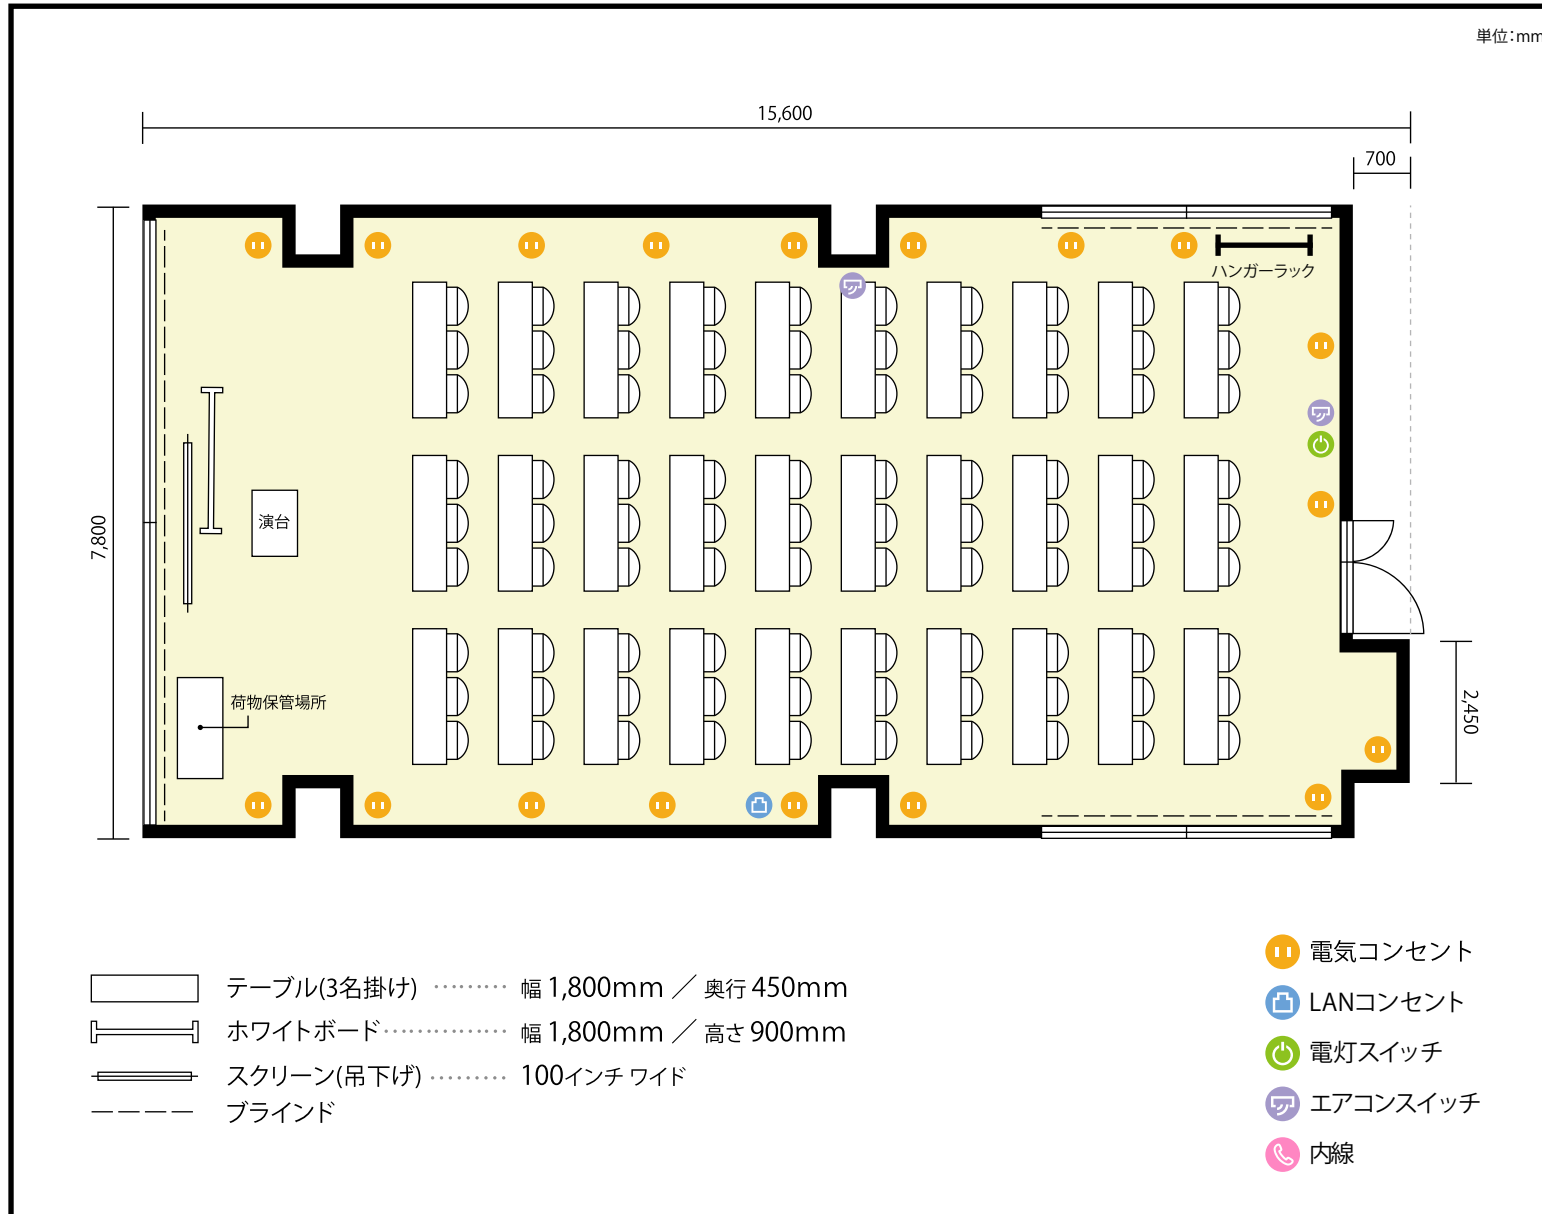 単位：mm
15,600
700
ハンガーラック
7,800
演台
荷物保管場所
2,450
テーブル(3名掛け) ········· 幅 1,800mm ／ 奥行 450mm
ホワイトボード ·············· 幅 1,800mm ／ 高さ 900mm
スクリーン(吊下げ) ········· 100インチ ワイド
ブラインド
電気コンセント
LANコンセント
電灯スイッチ
エアコンスイッチ
内線